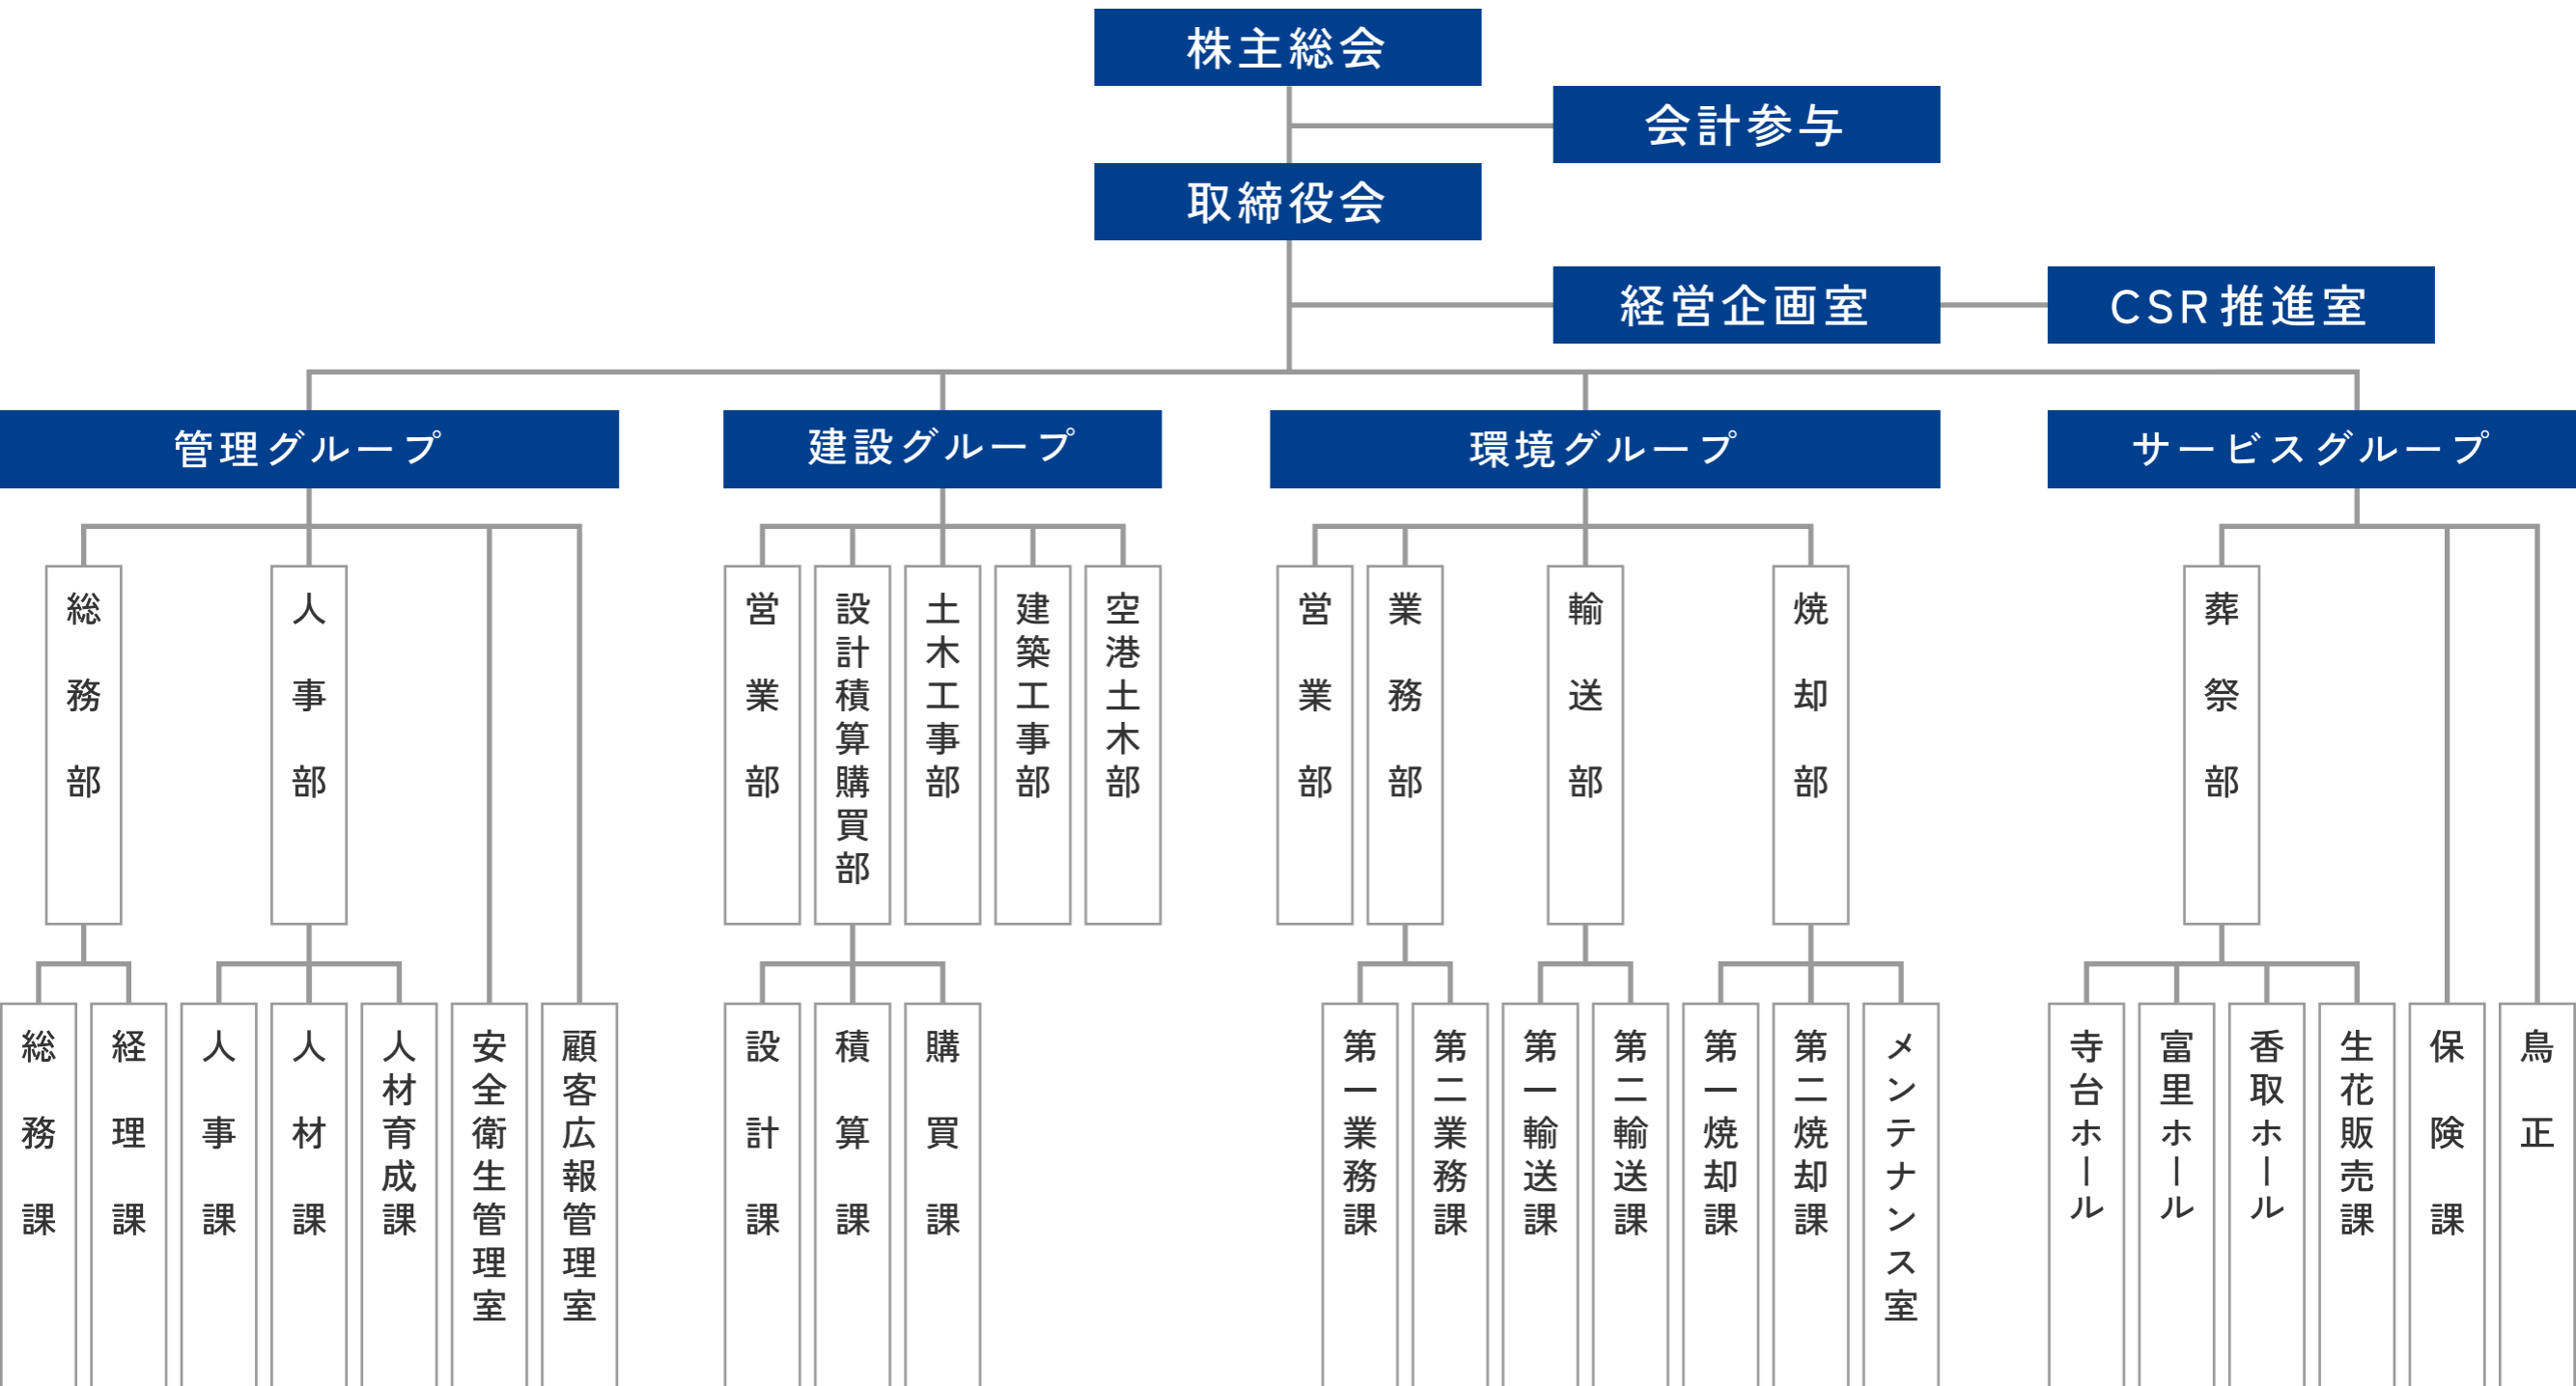 株主総会
会計参与
取締役会
経営企画室
CSR推進室
管理グループ
建設グループ
環境グループ
サービスグループ
総務部
人事部
営業部
設計積算購買部
土木工事部
建築工事部
空港土木部
営業部
業務部
輸送部
焼却部
葬祭部
総務課
経理課
人事課
人材課
人材育成課
安全衛生管理室
顧客広報管理室
設計課
積算課
購買課
第一業務課
第二業務課
第一輸送課
第二輸送課
第一焼却課
第二焼却課
メンテナンス室
寺台ホール
富里ホール
香取ホール
生花販売課
保険課
鳥正